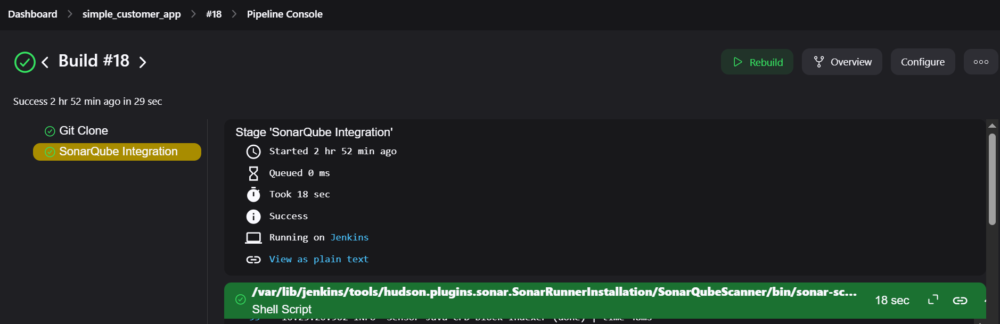 Dashboard > simple_customer_app > #18 > Pipeline Console
Build #18
Rebuild
Overview
Configure
Success 2 hr 52 min ago in 29 sec
Git Clone
SonarQube Integration
Stage 'SonarQube Integration'
Started 2 hr 52 min ago
Queued 0 ms
Took 18 sec
Success
Running on Jenkins
View as plain text
/var/lib/jenkins/tools/hudson.plugins.sonar.SonarRunnerInstallation/SonarQubeScanner/bin/sonar-sc...
18 sec
Shell Script